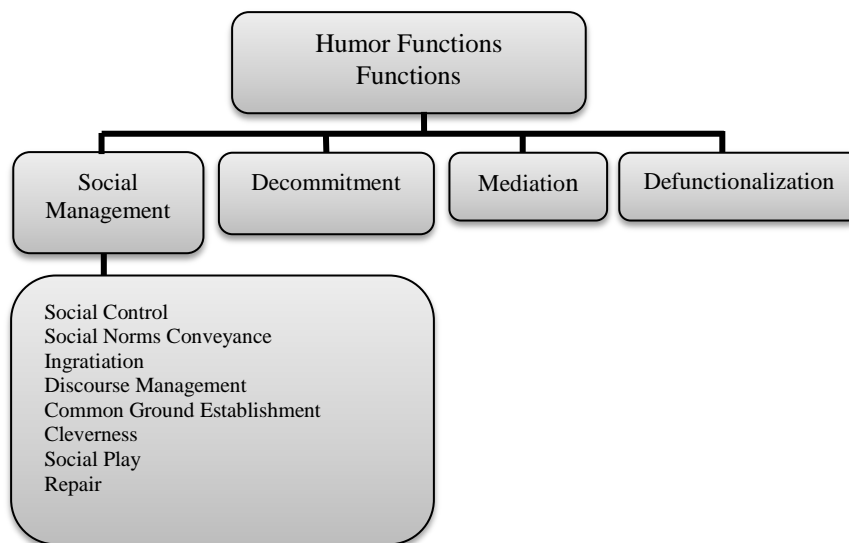 Humor Functions
Functions
Social
Management
Decommitment
Mediation
Defunctionalization
Social Control
Social Norms Conveyance
Ingratiation
Discourse Management
Common Ground Establishment
Cleverness
Social Play
Repair